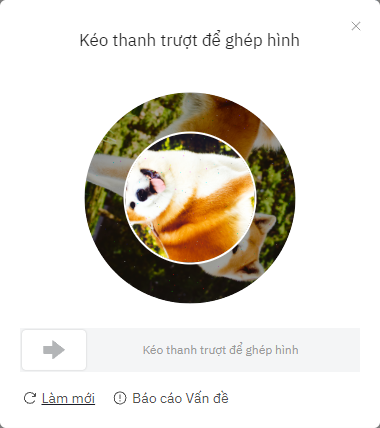 Kéo thanh trượt để ghép hình
Kéo thanh trượt để ghép hình
Làm mới
Báo cáo Vấn đề